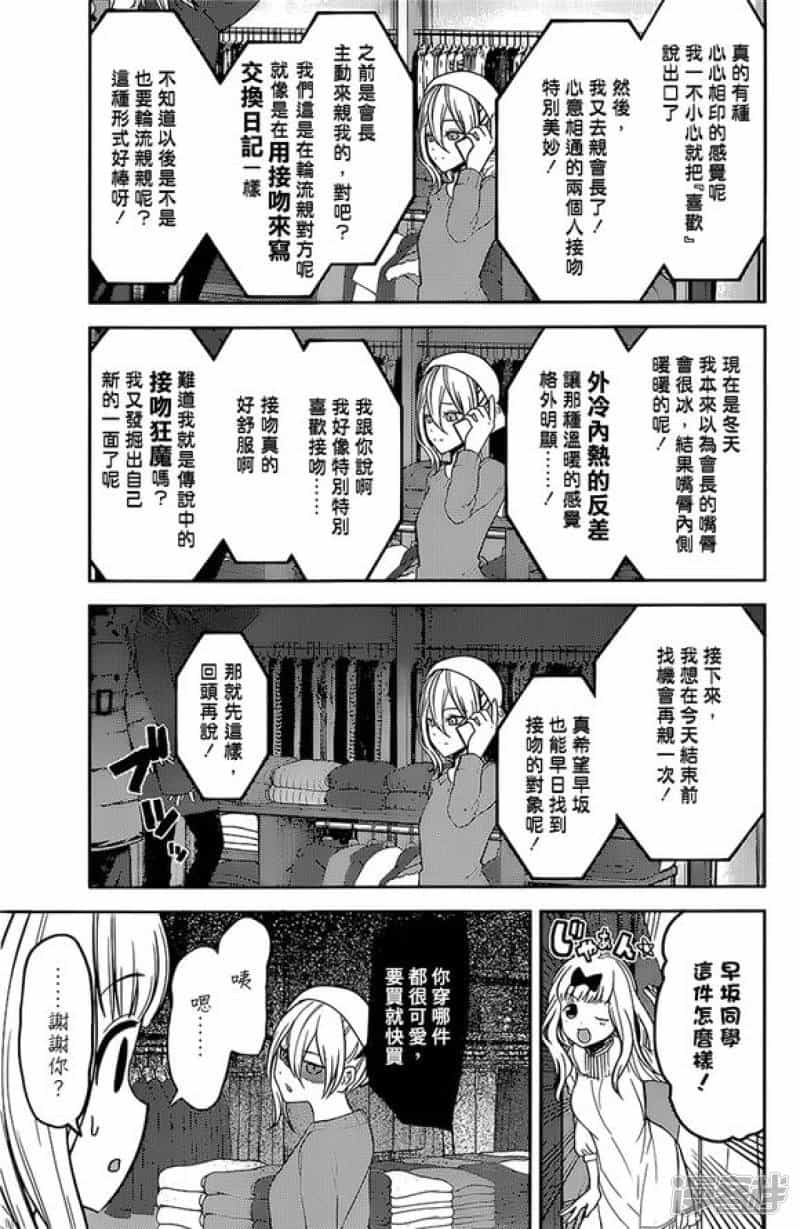 真的有種
心心相印的感覺呢
我一不小心就把『喜歡』
說出口了
然後，
我又去親會長了！
心意相通的兩個人接吻
特別美妙！
之前是會長
主動來親我的，對吧？
我們這是在輪流親對方呢
就像是在用接吻來寫
交換日記一樣
不知道以後是不是
也要輪流親親呢？
這種形式好棒呀！
現在是冬天
我本來以為會長的嘴脣
會很冰，結果嘴脣內側
暖暖的呢！
外冷內熱的反差
讓那種溫暖的感覺
格外明顯……！
我跟你說啊
我好像特別特別
喜歡接吻……
接吻真的
好舒服啊
難道我就是傳說中的
接吻狂魔嗎？
我又發掘出自己
新的一面了呢
接下來，
我想在今天結束前
找機會再親一次！
真希望早坂
也能早日找到
接吻的對象呢！
那就先這樣，
回頭再說！
じゃあん☆
早坂同學
這件怎麼樣！
你穿哪件
都很可愛，
要買就快買
咦
嗯……
……謝謝你？
漫客栈